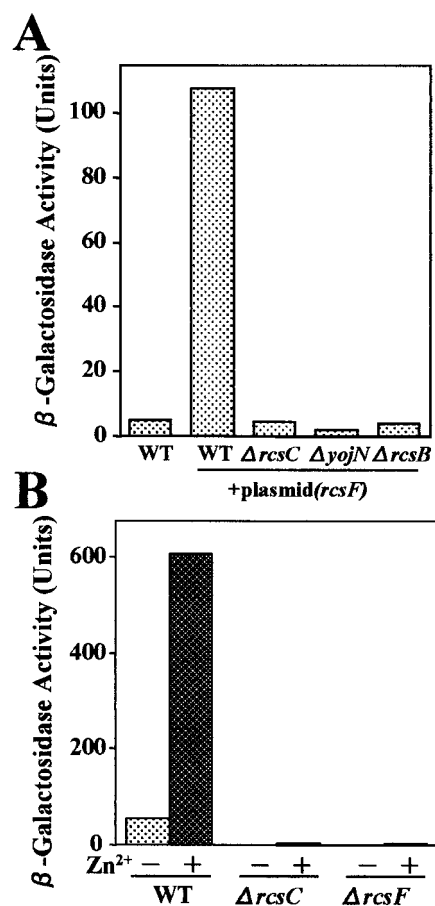 A
β-Galactosidase Activity (Units)
100
80
60
40
20
0
WT WT ΔrcsC ΔyojN ΔrcsB
+plasmid(rcsF)
B
β-Galactosidase Activity (Units)
600
400
200
0
Zn²⁺ − + − + − +
WT ΔrcsC ΔrcsF